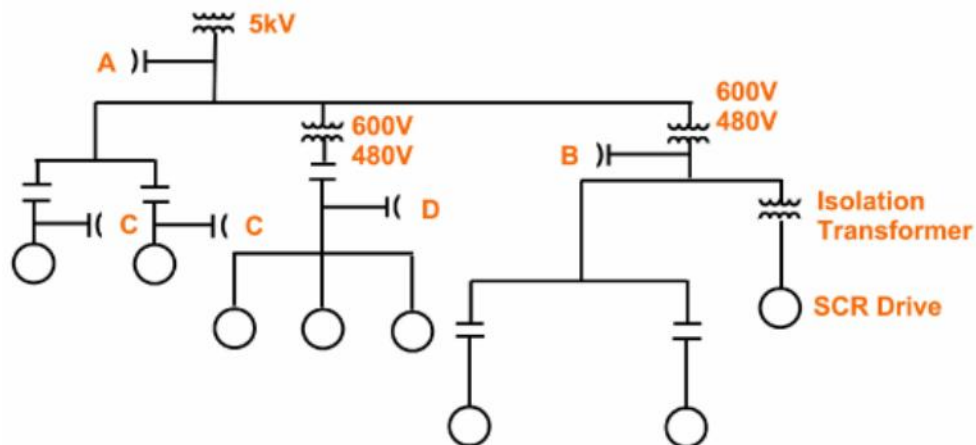 5kV
A
600V
480V
600V
480V
B
Isolation
Transformer
C
C
D
SCR Drive